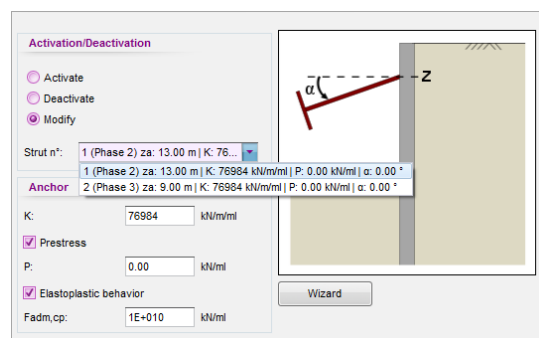 Activation/Deactivation
Activate
Deactivate
Modify
Strut n°: 1 (Phase 2) za: 13.00 m | K: 76...
1 (Phase 2) za: 13.00 m | K: 76984 kN/m/ml | P: 0.00 kN/ml | α: 0.00 °
2 (Phase 3) za: 9.00 m | K: 76984 kN/m/ml | P: 0.00 kN/ml | α: 0.00 °
Anchor
K: 76984 kN/m/ml
Prestress
P: 0.00 kN/ml
Elastoplastic behavior
Fadm,cp: 1E+010 kN/ml
α
Z
Wizard